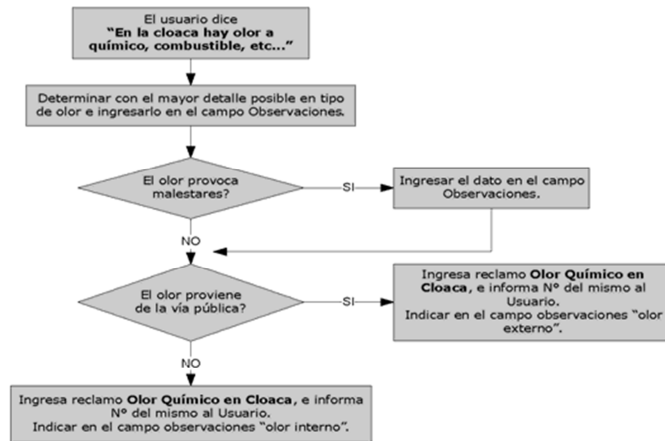 El usuario dice
“En la cloaca hay olor a
químico, combustible, etc...”
Determinar con el mayor detalle posible en tipo
de olor e ingresarlo en el campo Observaciones.
El olor provoca
malestares?
SI
Ingresar el dato en el campo
Observaciones.
NO
El olor proviene
de la vía pública?
SI
Ingresa reclamo Olor Químico en
Cloaca, e informa N° del mismo al
Usuario.
Indicar en el campo observaciones “olor
externo”.
NO
Ingresa reclamo Olor Químico en Cloaca, e informa
N° del mismo al Usuario.
Indicar en el campo observaciones “olor interno”.